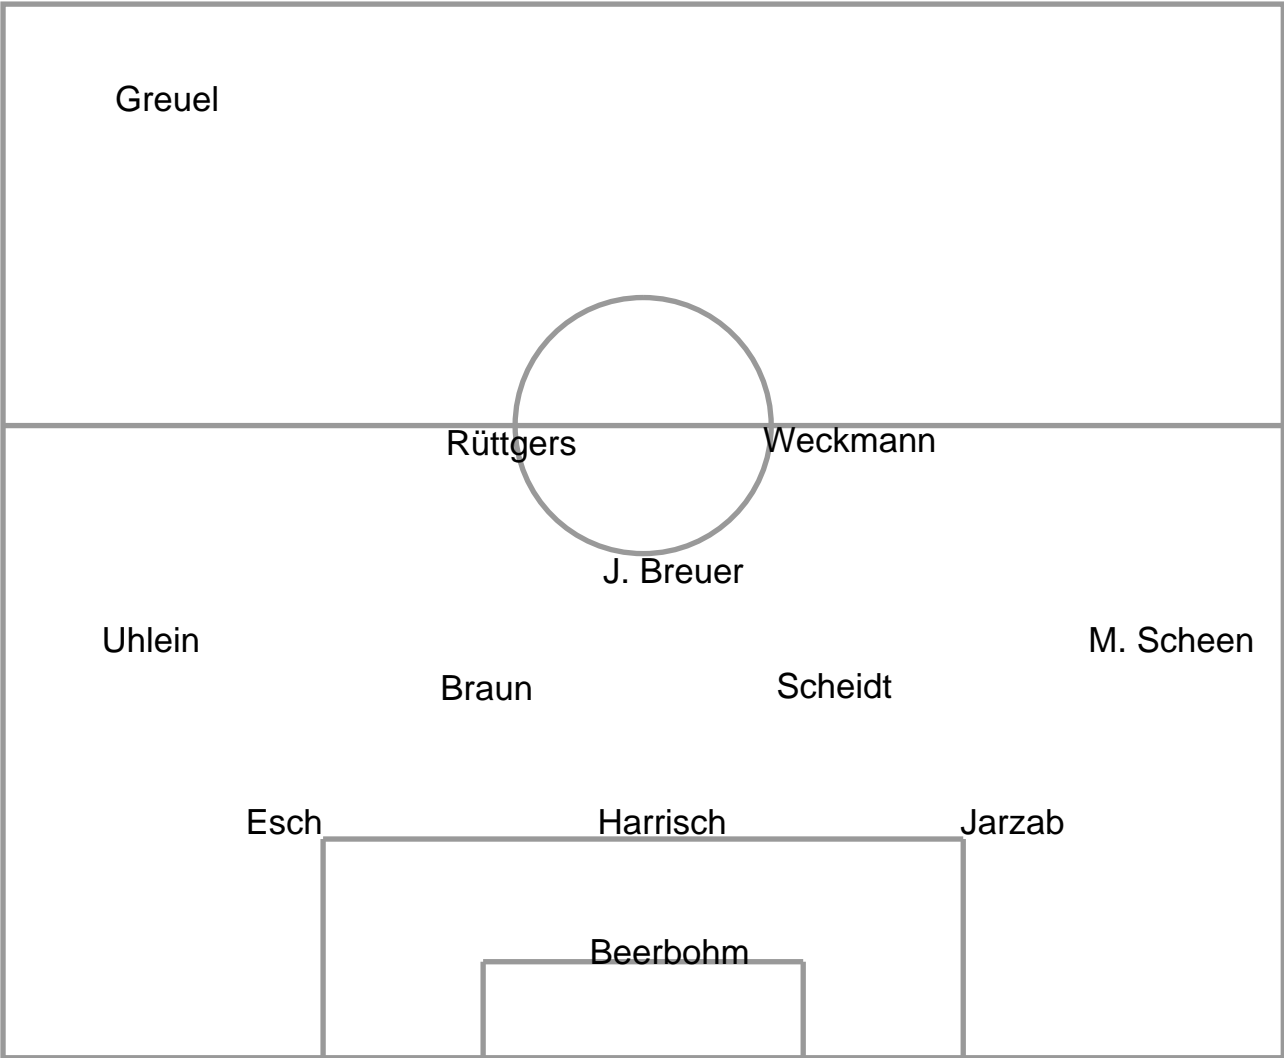 Greuel
Rüttgers Weckmann
J. Breuer
Uhlein M. Scheen
Braun Scheidt
Esch Harrisch Jarzab
Beerbohm